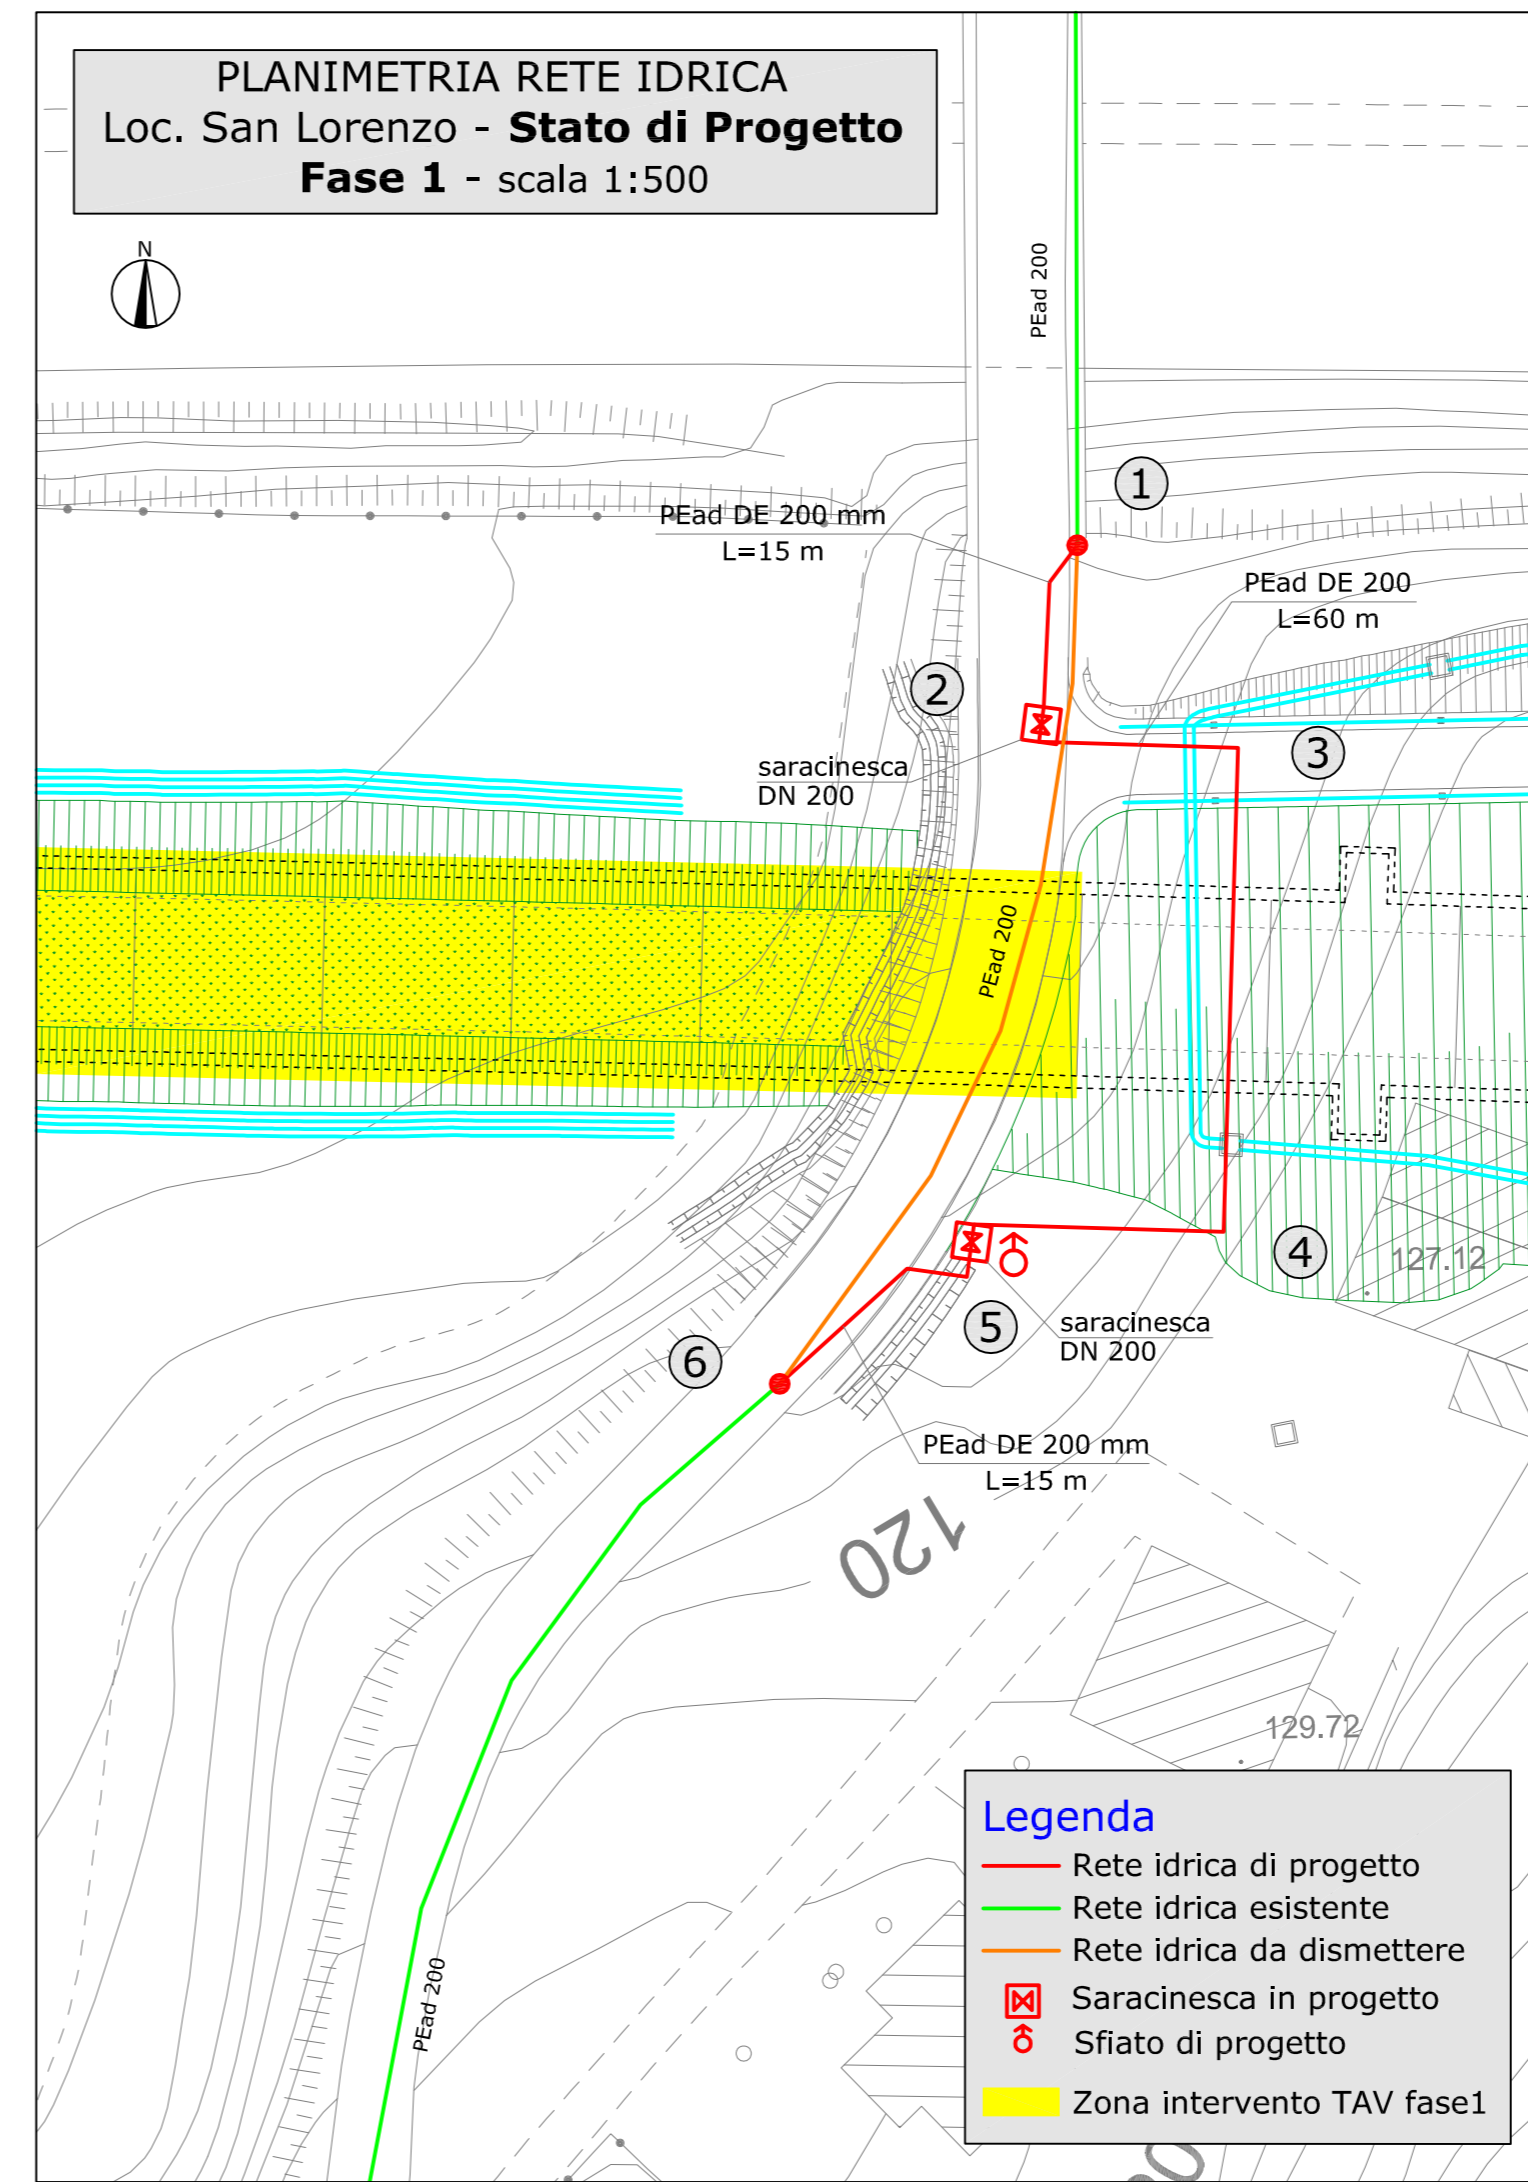 PLANIMETRIA RETE IDRICA
Loc. San Lorenzo - Stato di Progetto
Fase 1 - scala 1:500
N
PEad 200
1
PEad DE 200 mm
L=15 m
PEad DE 200
L=60 m
2
3
saracinesca
DN 200
PEad 200
4
127.12
5
saracinesca
DN 200
6
PEad DE 200 mm
L=15 m
120
129.72
PEad 200
Legenda
Rete idrica di progetto
Rete idrica esistente
Rete idrica da dismettere
Saracinesca in progetto
Sfiato di progetto
Zona intervento TAV fase1